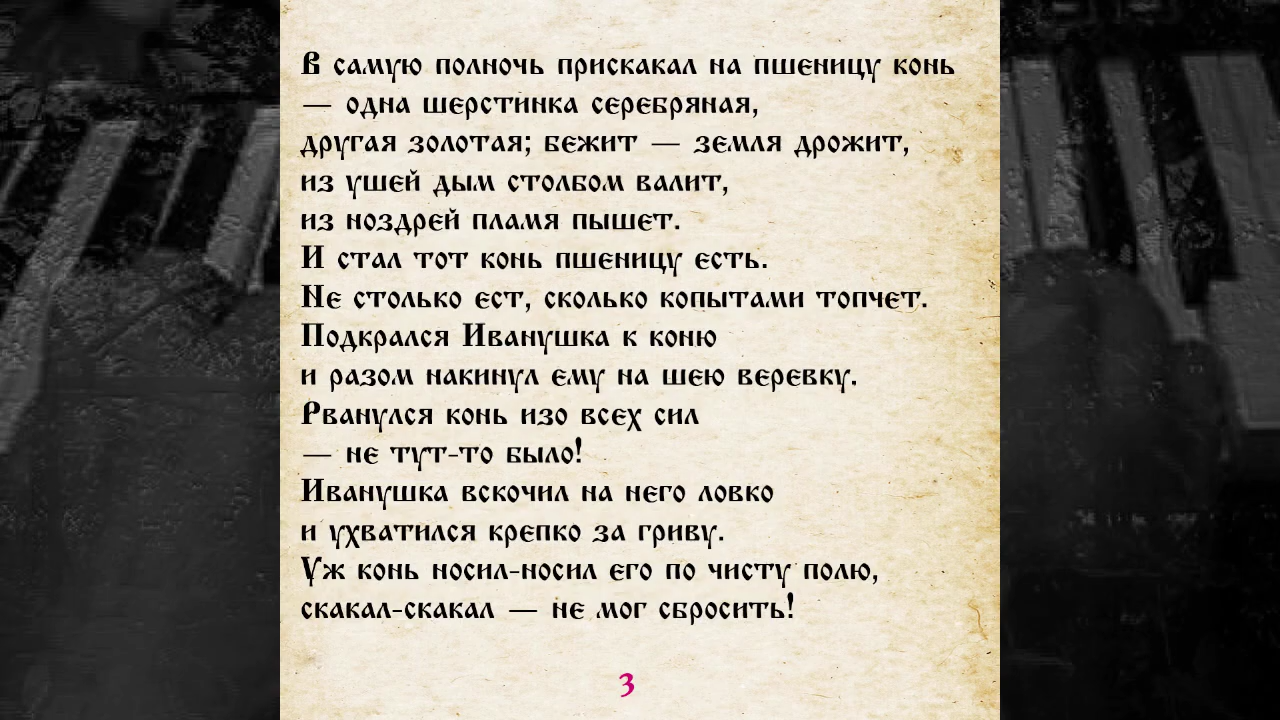 В самую полночь прискакал на пшеницу конь
— одна шерстинка серебряная,
другая золотая; бежит — земля дрожит,
из ушей дым столбом валит,
из ноздрей пламя пышет.
И стал тот конь пшеницу есть.
Не столько ест, сколько копытами топчет.
Подкрался Иванушка к коню
и разом накинул ему на шею веревку.
Рванулся конь изо всех сил
— не тут-то было!
Иванушка вскочил на него ловко
и ухватился крепко за гриву.
Уж конь носил-носил его по чисту полю,
скакал-скакал — не мог сбросить!
3